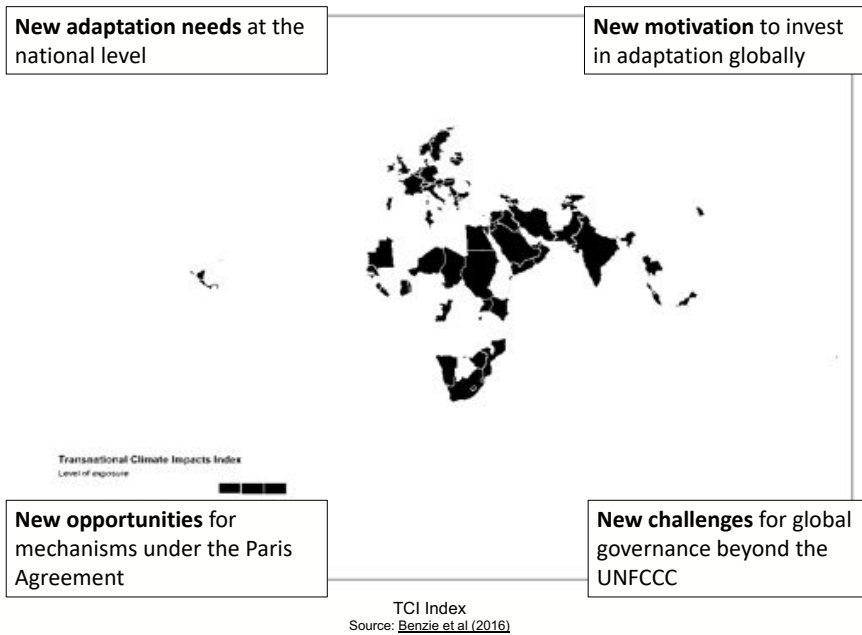 New adaptation needs at the
national level
New motivation to invest
in adaptation globally
Transnational Climate Impacts Index
Level of exposure
New opportunities for
mechanisms under the Paris
Agreement
New challenges for global
governance beyond the
UNFCCC
TCI Index
Source: Benzie et al (2016)